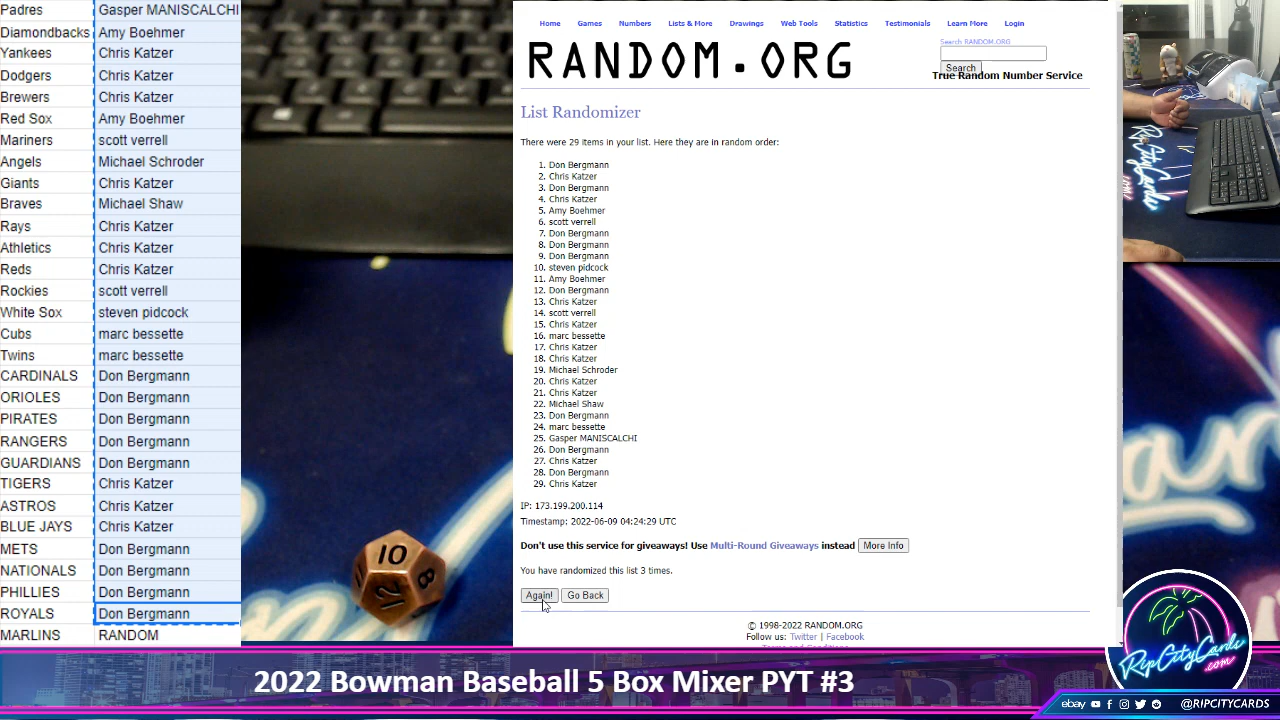 Padres Gasper MANISCALCHI
Diamondbacks Amy Boehmer
Yankees Chris Katzer
Dodgers Chris Katzer
Brewers Chris Katzer
Red Sox Amy Boehmer
Mariners scott verrell
Angels Michael Schroder
Giants Chris Katzer
Braves Michael Shaw
Rays Chris Katzer
Athletics Chris Katzer
Reds Chris Katzer
Rockies scott verrell
White Sox steven pidcock
Cubs marc bessette
Twins marc bessette
CARDINALS Don Bergmann
ORIOLES Don Bergmann
PIRATES Don Bergmann
RANGERS Don Bergmann
GUARDIANS Don Bergmann
TIGERS Chris Katzer
ASTROS Chris Katzer
BLUE JAYS Chris Katzer
METS Don Bergmann
NATIONALS Don Bergmann
PHILLIES Don Bergmann
ROYALS Don Bergmann
MARLINS RANDOM
10
8
12
Home Games Numbers Lists & More Drawings Web Tools Statistics Testimonials Learn More Login
RANDOM.ORG
Search RANDOM.ORG
Search
True Random Number Service
List Randomizer
There were 29 items in your list. Here they are in random order:
1. Don Bergmann
2. Chris Katzer
3. Don Bergmann
4. Chris Katzer
5. Amy Boehmer
6. scott verrell
7. Don Bergmann
8. Don Bergmann
9. Don Bergmann
10. steven pidcock
11. Amy Boehmer
12. Don Bergmann
13. Chris Katzer
14. scott verrell
15. Chris Katzer
16. marc bessette
17. Chris Katzer
18. Chris Katzer
19. Michael Schroder
20. Chris Katzer
21. Chris Katzer
22. Michael Shaw
23. Don Bergmann
24. marc bessette
25. Gasper MANISCALCHI
26. Don Bergmann
27. Chris Katzer
28. Don Bergmann
29. Chris Katzer
IP: 173.199.200.114
Timestamp: 2022-06-09 04:24:29 UTC
Don't use this service for giveaways! Use Multi-Round Giveaways instead More Info
You have randomized this list 3 times.
Again! Go Back
© 1998-2022 RANDOM.ORG
Follow us: Twitter | Facebook
Terms and Conditions
RipCityCards
RipCityCards
.com
2022 Bowman Baseball 5 Box Mixer PYT #3
ebay @RIPCITYCARDS